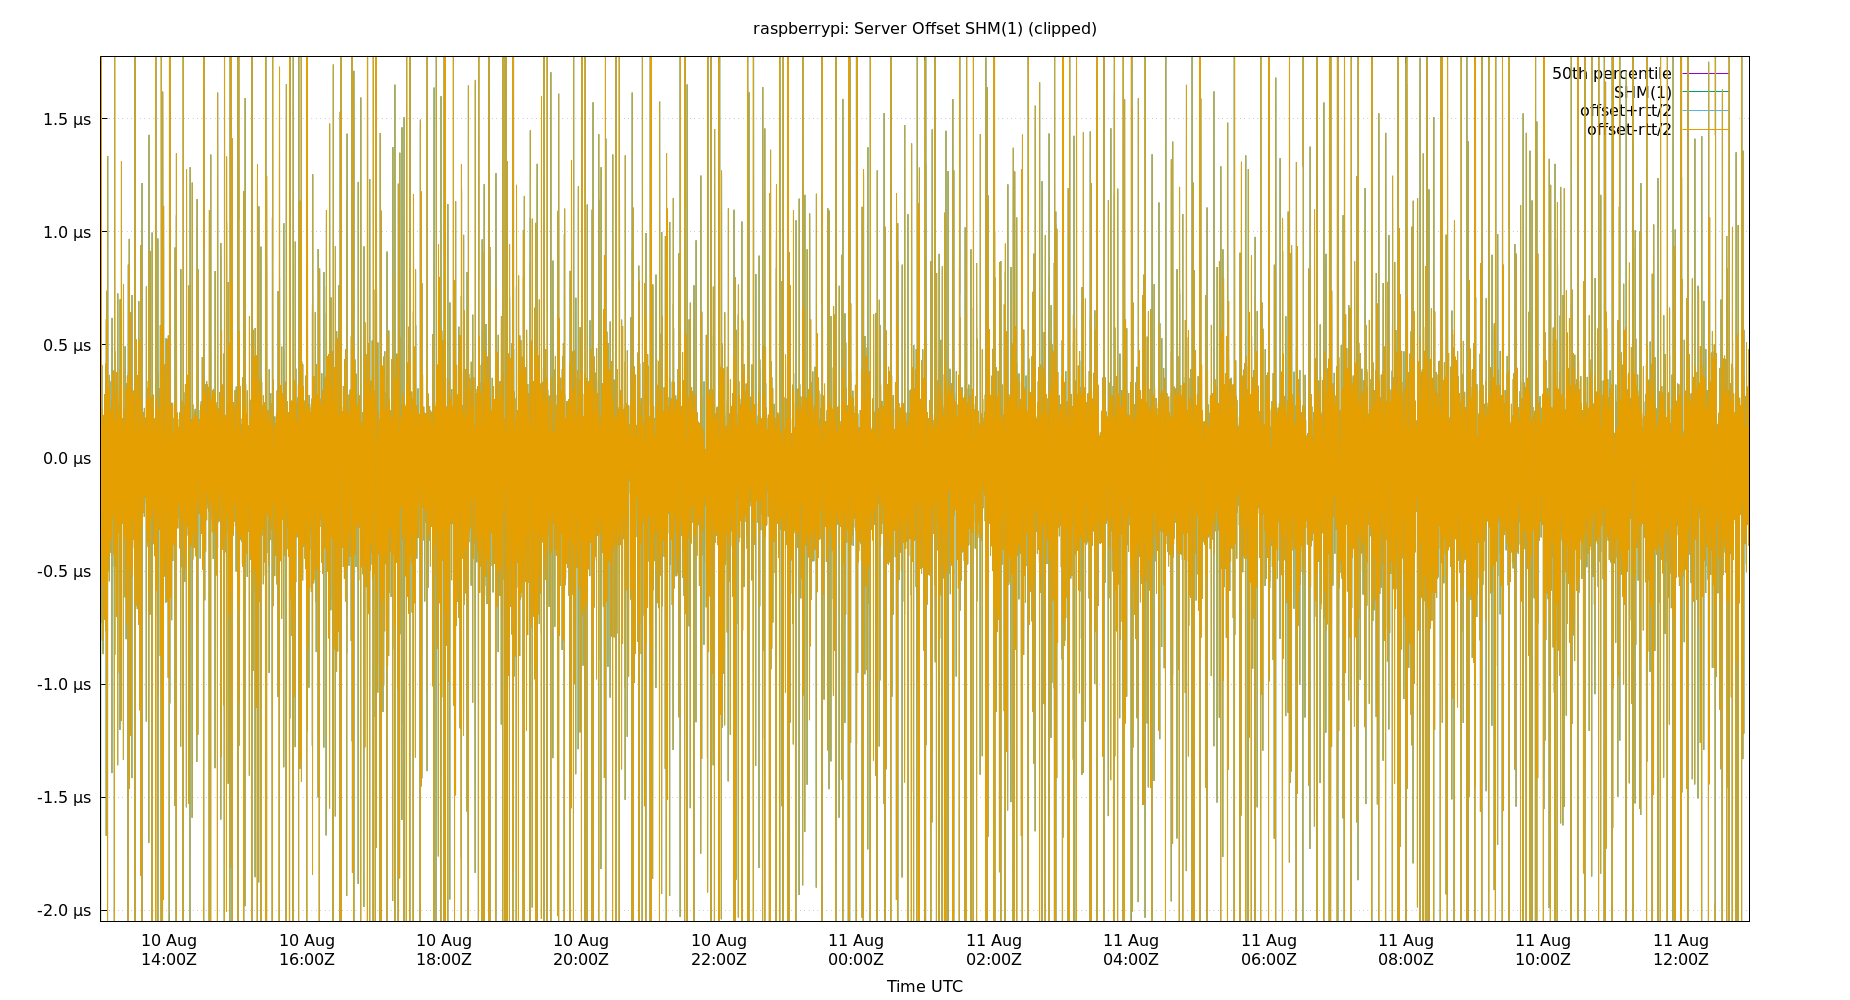 raspberrypi: Server Offset SHM(1) (clipped)
50th percentile
SHM(1)
offset+rtt/2
offset-rtt/2
1.5 µs
1.0 µs
0.5 µs
0.0 µs
-0.5 µs
-1.0 µs
-1.5 µs
-2.0 µs
10 Aug 10 Aug 10 Aug 10 Aug 10 Aug 11 Aug 11 Aug 11 Aug 11 Aug 11 Aug 11 Aug 11 Aug
14:00Z 16:00Z 18:00Z 20:00Z 22:00Z 00:00Z 02:00Z 04:00Z 06:00Z 08:00Z 10:00Z 12:00Z
Time UTC